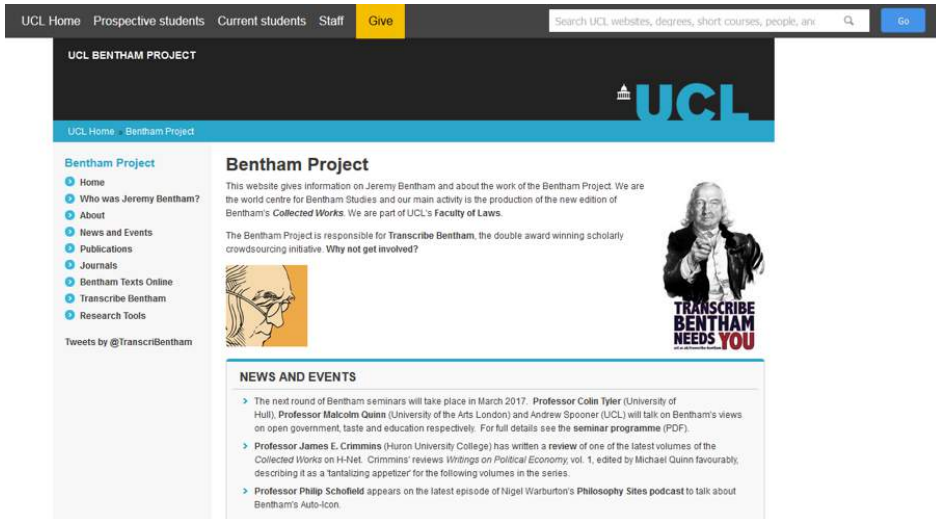 UCL Home Prospective students Current students Staff Give
Search UCL websites, degrees, short courses, people, an
Go
UCL BENTHAM PROJECT
UCL
UCL Home » Bentham Project
Bentham Project
Home
Who was Jeremy Bentham?
About
News and Events
Publications
Journals
Bentham Texts Online
Transcribe Bentham
Research Tools
Tweets by @TranscriBentham
Bentham Project
This website gives information on Jeremy Bentham and about the work of the Bentham Project. We are
the world centre for Bentham Studies and our main activity is the production of the new edition of
Bentham's Collected Works. We are part of UCL's Faculty of Laws.
The Bentham Project is responsible for Transcribe Bentham, the double award winning scholarly
crowdsourcing initiative. Why not get involved?
TRANSCRIBE
BENTHAM
NEEDS YOU
NEWS AND EVENTS
The next round of Bentham seminars will take place in March 2017. Professor Colin Tyler (University of
Hull), Professor Malcolm Quinn (University of the Arts London) and Andrew Spooner (UCL) will talk on Bentham's views
on open government, taste and education respectively. For full details see the seminar programme (PDF).
Professor James E. Crimmins (Huron University College) has written a review of one of the latest volumes of the
Collected Works on H-Net. Crimmins' reviews Writings on Political Economy, vol. 1, edited by Michael Quinn favourably,
describing it as a 'tantalizing appetizer' for the following volumes in the series.
Professor Philip Schofield appears on the latest episode of Nigel Warburton's Philosophy Sites podcast to talk about
Bentham's Auto-Icon.